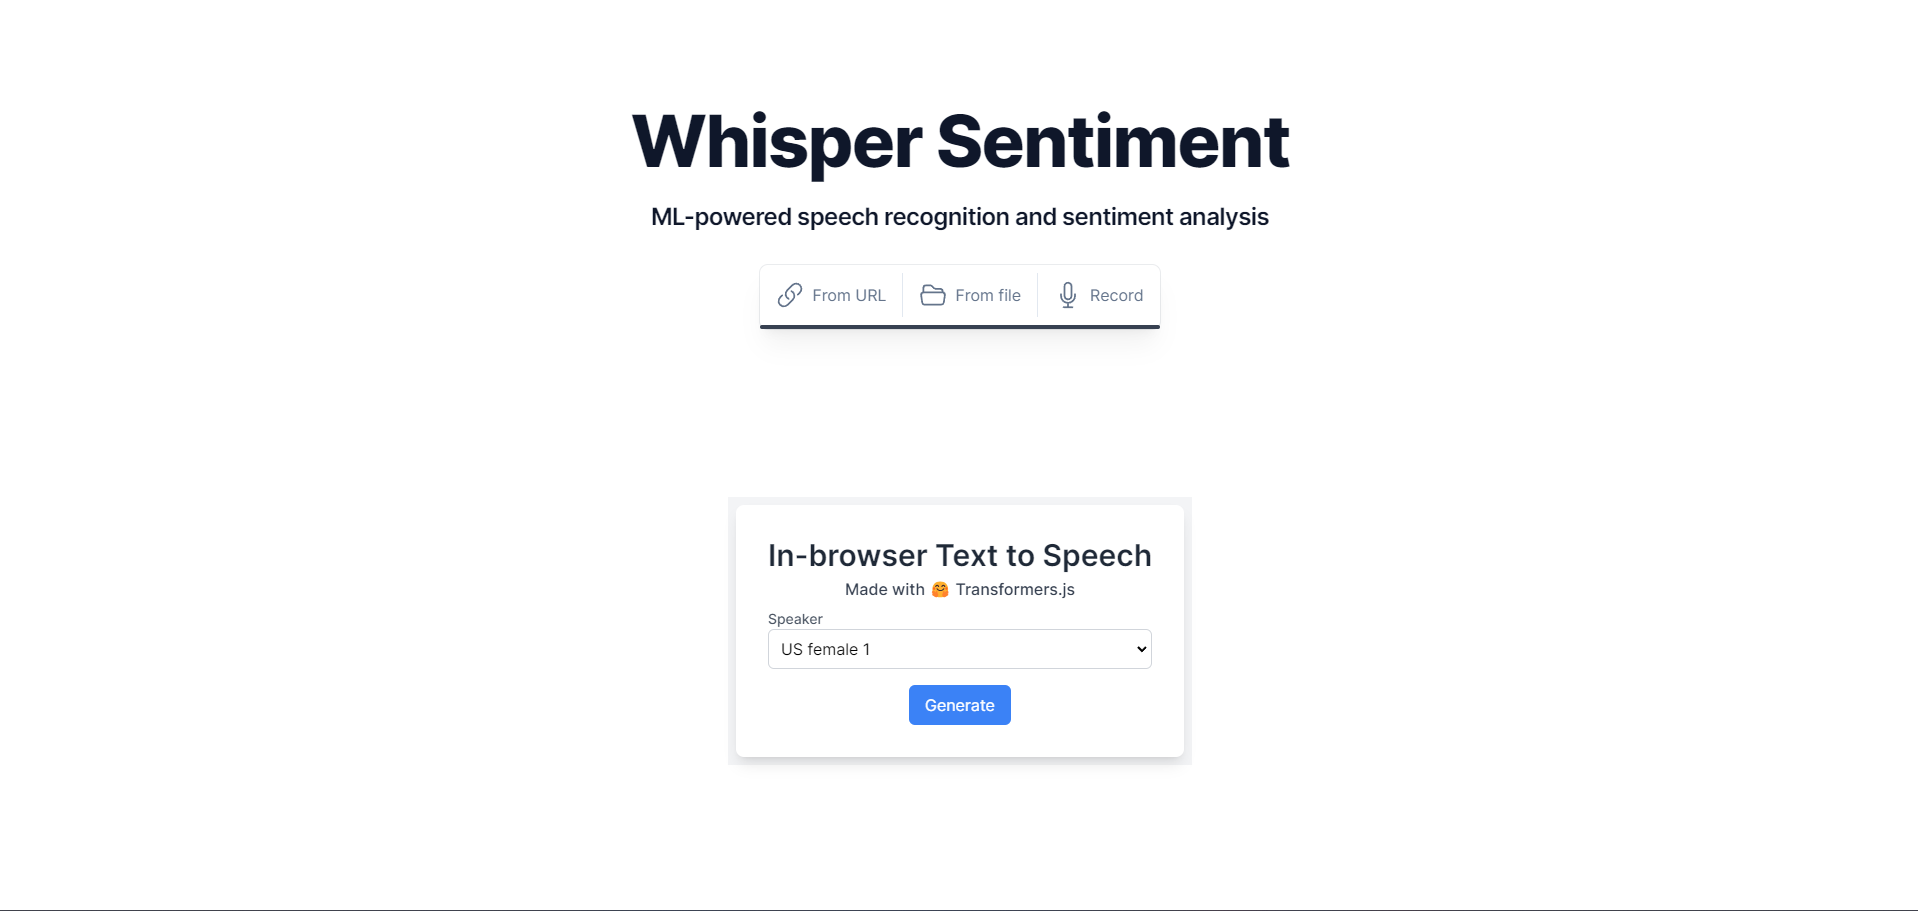 Whisper Sentiment
ML-powered speech recognition and sentiment analysis
From URL From file Record
In-browser Text to Speech
Made with 🤗 Transformers.js
Speaker
US female 1
Generate